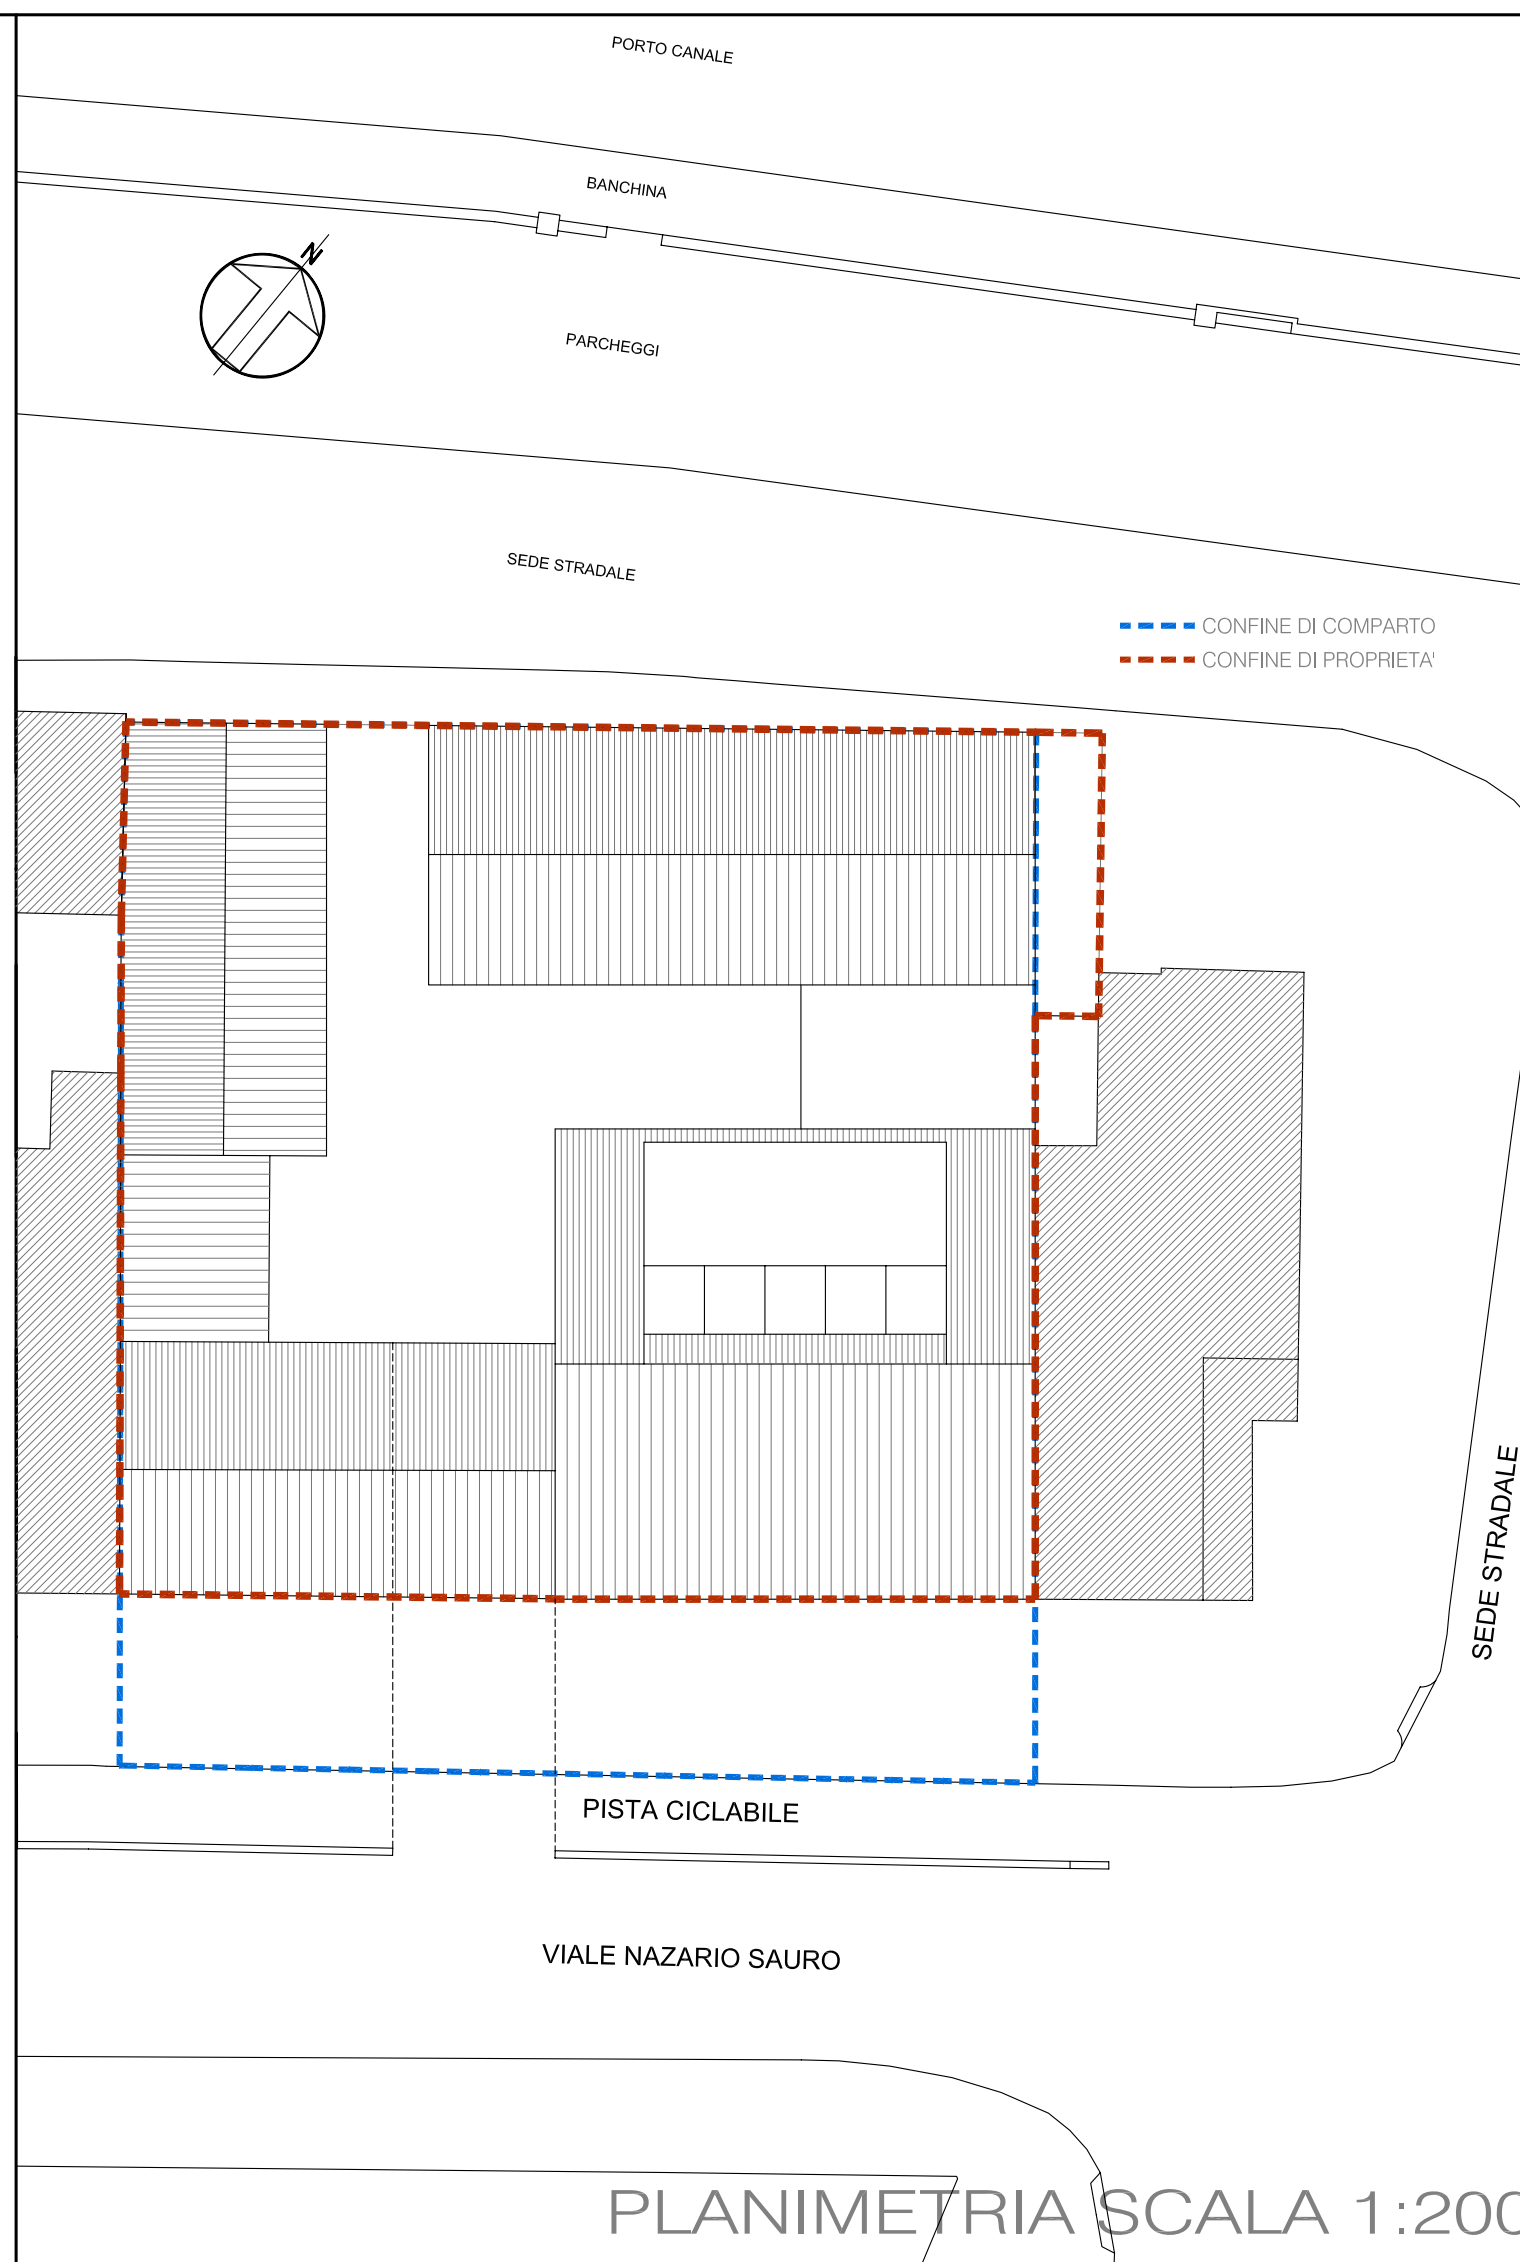 PORTO CANALE
BANCHINA
N
PARCHEGGI
SEDE STRADALE
CONFINE DI COMPARTO
CONFINE DI PROPRIETA'
SEDE STRADALE
PISTA CICLABILE
VIALE NAZARIO SAURO
PLANIMETRIA SCALA 1:200